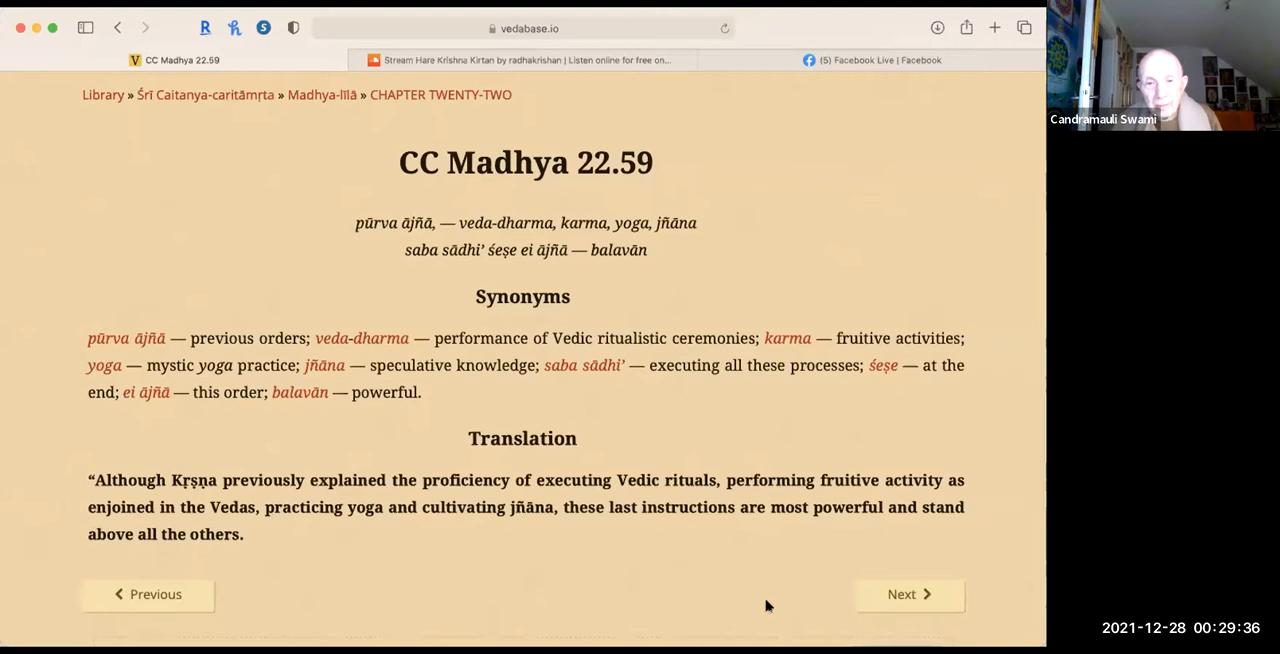 vedabase.io
CC Madhya 22.59
Stream Hare Krishna Kirtan by radhakrishan | Listen online for free on...
(5) Facebook Live | Facebook
Library » Śrī Caitanya-caritāmṛta » Madhya-līlā » CHAPTER TWENTY-TWO
Candramauli Swami
CC Madhya 22.59
pūrva ājñā, — veda-dharma, karma, yoga, jñāna
saba sādhi’ śeṣe ei ājñā — balavān
Synonyms
pūrva ājñā — previous orders; veda-dharma — performance of Vedic ritualistic ceremonies; karma — fruitive activities;
yoga — mystic yoga practice; jñāna — speculative knowledge; saba sādhi’ — executing all these processes; śeṣe — at the
end; ei ājñā — this order; balavān — powerful.
Translation
“Although Kṛṣṇa previously explained the proficiency of executing Vedic rituals, performing fruitive activity as
enjoined in the Vedas, practicing yoga and cultivating jñāna, these last instructions are most powerful and stand
above all the others.
Previous
Next
2021-12-28 00:29:36